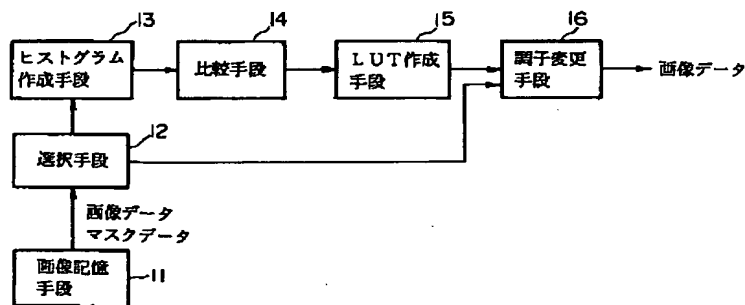 13
14
15
16
ヒストグラム
作成手段
比較手段
LUT作成
手段
調子変更
手段
画像データ
12
選択手段
画像データ
マスクデータ
画像記憶
手段
11